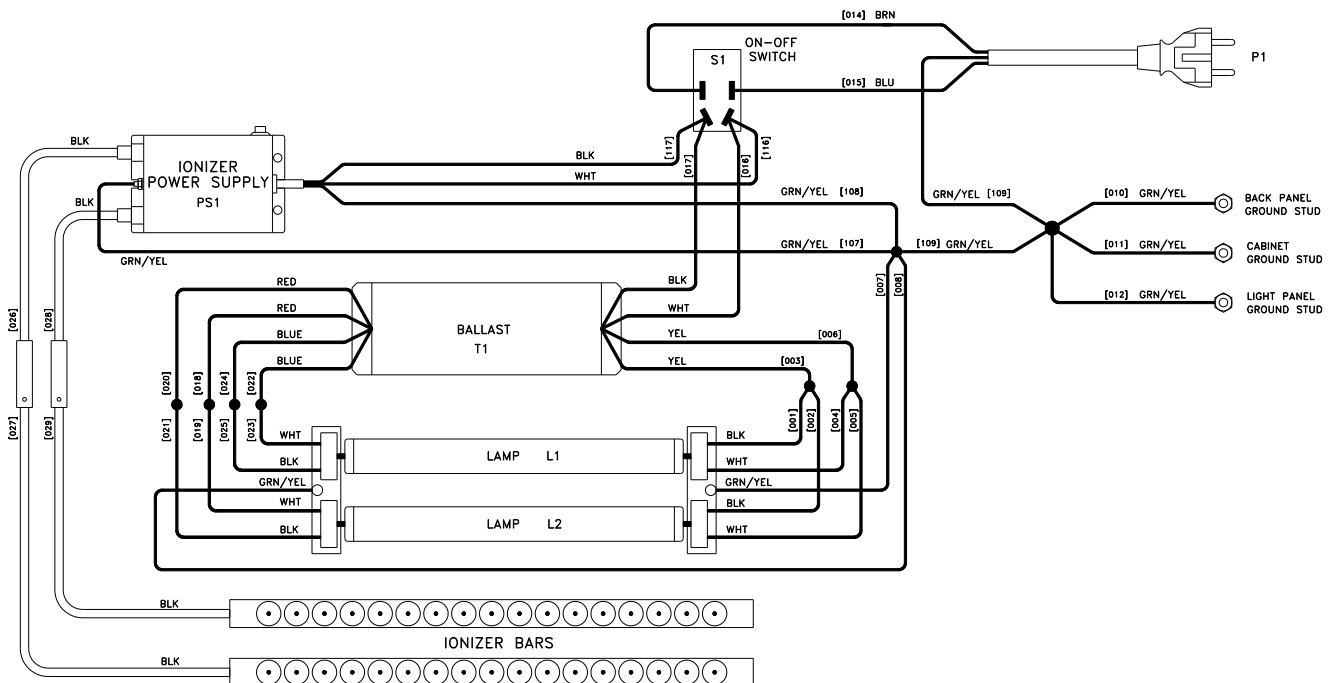 [014] BRN
ON-OFF
SWITCH
S1
P1
[015] BLU
BLK
IONIZER
POWER SUPPLY
PS1
BLK
[117]
[017]
[016]
[116]
BLK
WHT
GRN/YEL [108]
GRN/YEL [109]
[010] GRN/YEL
BACK PANEL
GROUND STUD
GRN/YEL
GRN/YEL [107]
[109] GRN/YEL
[011] GRN/YEL
CABINET
GROUND STUD
[007]
[008]
[012] GRN/YEL
LIGHT PANEL
GROUND STUD
RED
RED
BLUE
BLUE
BALLAST
T1
BLK
WHT
YEL
[006]
YEL
[003]
[026]
[028]
[020]
[018]
[024]
[022]
[027]
[029]
[021]
[019]
[025]
[023]
[001]
[002]
[004]
[005]
WHT
BLK
GRN/YEL
WHT
BLK
LAMP L1
LAMP L2
BLK
WHT
GRN/YEL
BLK
WHT
BLK
IONIZER BARS
BLK